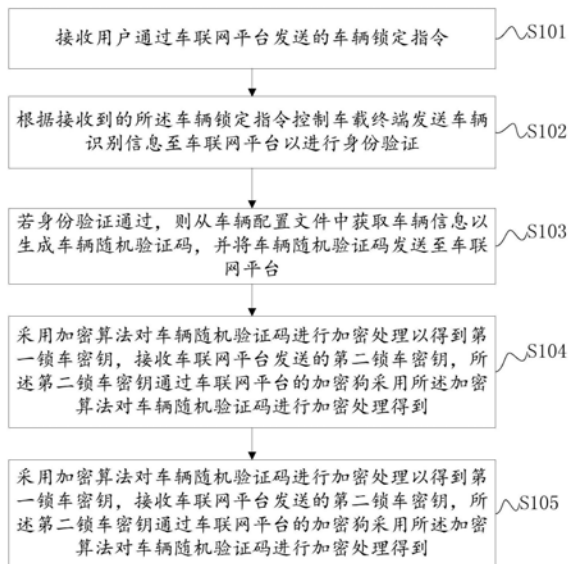 接收用户通过车联网平台发送的车辆锁定指令
S101
根据接收到的所述车辆锁定指令控制车载终端发送车辆
识别信息至车联网平台以进行身份验证
S102
若身份验证通过，则从车辆配置文件中获取车辆信息以
生成车辆随机验证码，并将车辆随机验证码发送至车联
网平台
S103
采用加密算法对车辆随机验证码进行加密处理以得到第
一锁车密钥，接收车联网平台发送的第二锁车密钥，所
述第二锁车密钥通过车联网平台的加密狗采用所述加密
算法对车辆随机验证码进行加密处理得到
S104
采用加密算法对车辆随机验证码进行加密处理以得到第
一锁车密钥，接收车联网平台发送的第二锁车密钥，所
述第二锁车密钥通过车联网平台的加密狗采用所述加密
算法对车辆随机验证码进行加密处理得到
S105